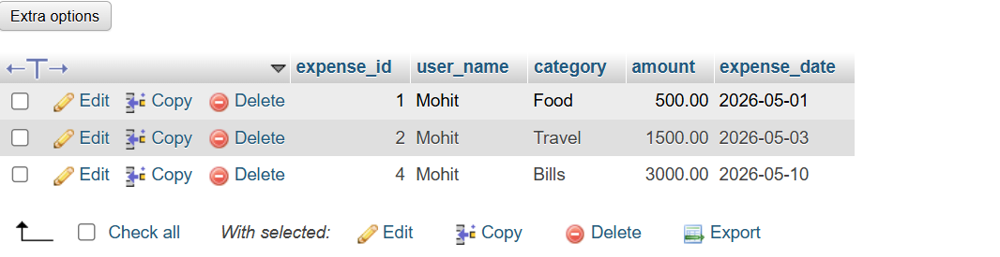 Extra options
expense_id user_name category amount expense_date
Edit Copy Delete 1 Mohit Food 500.00 2026-05-01
Edit Copy Delete 2 Mohit Travel 1500.00 2026-05-03
Edit Copy Delete 4 Mohit Bills 3000.00 2026-05-10
Check all With selected: Edit Copy Delete Export